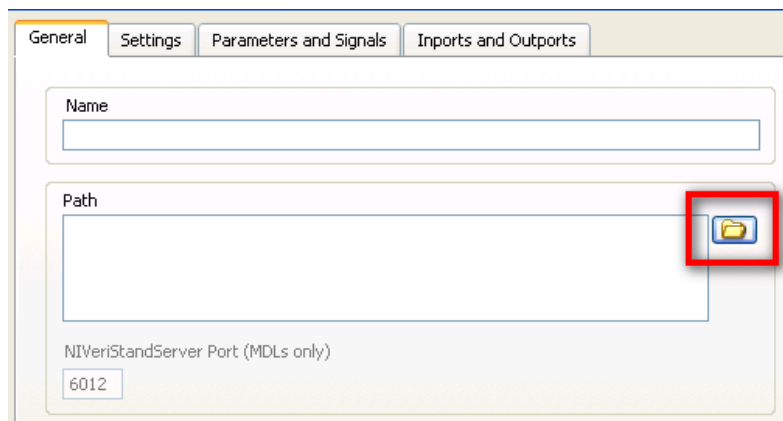 General Settings Parameters and Signals Inports and Outports
Name
Path
NIVeriStandServer Port (MDLs only)
6012